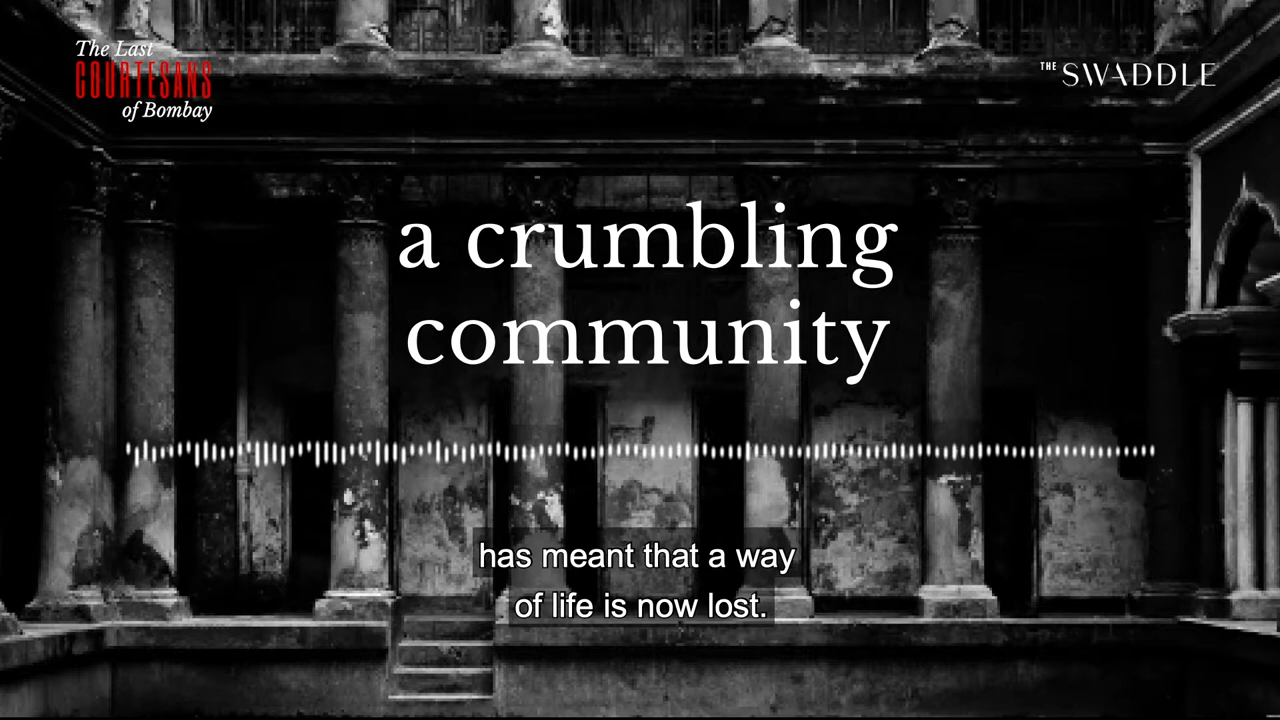 The Last
COURTESANS
of Bombay
THE SWADDLE
a crumbling
community
has meant that a way
of life is now lost.